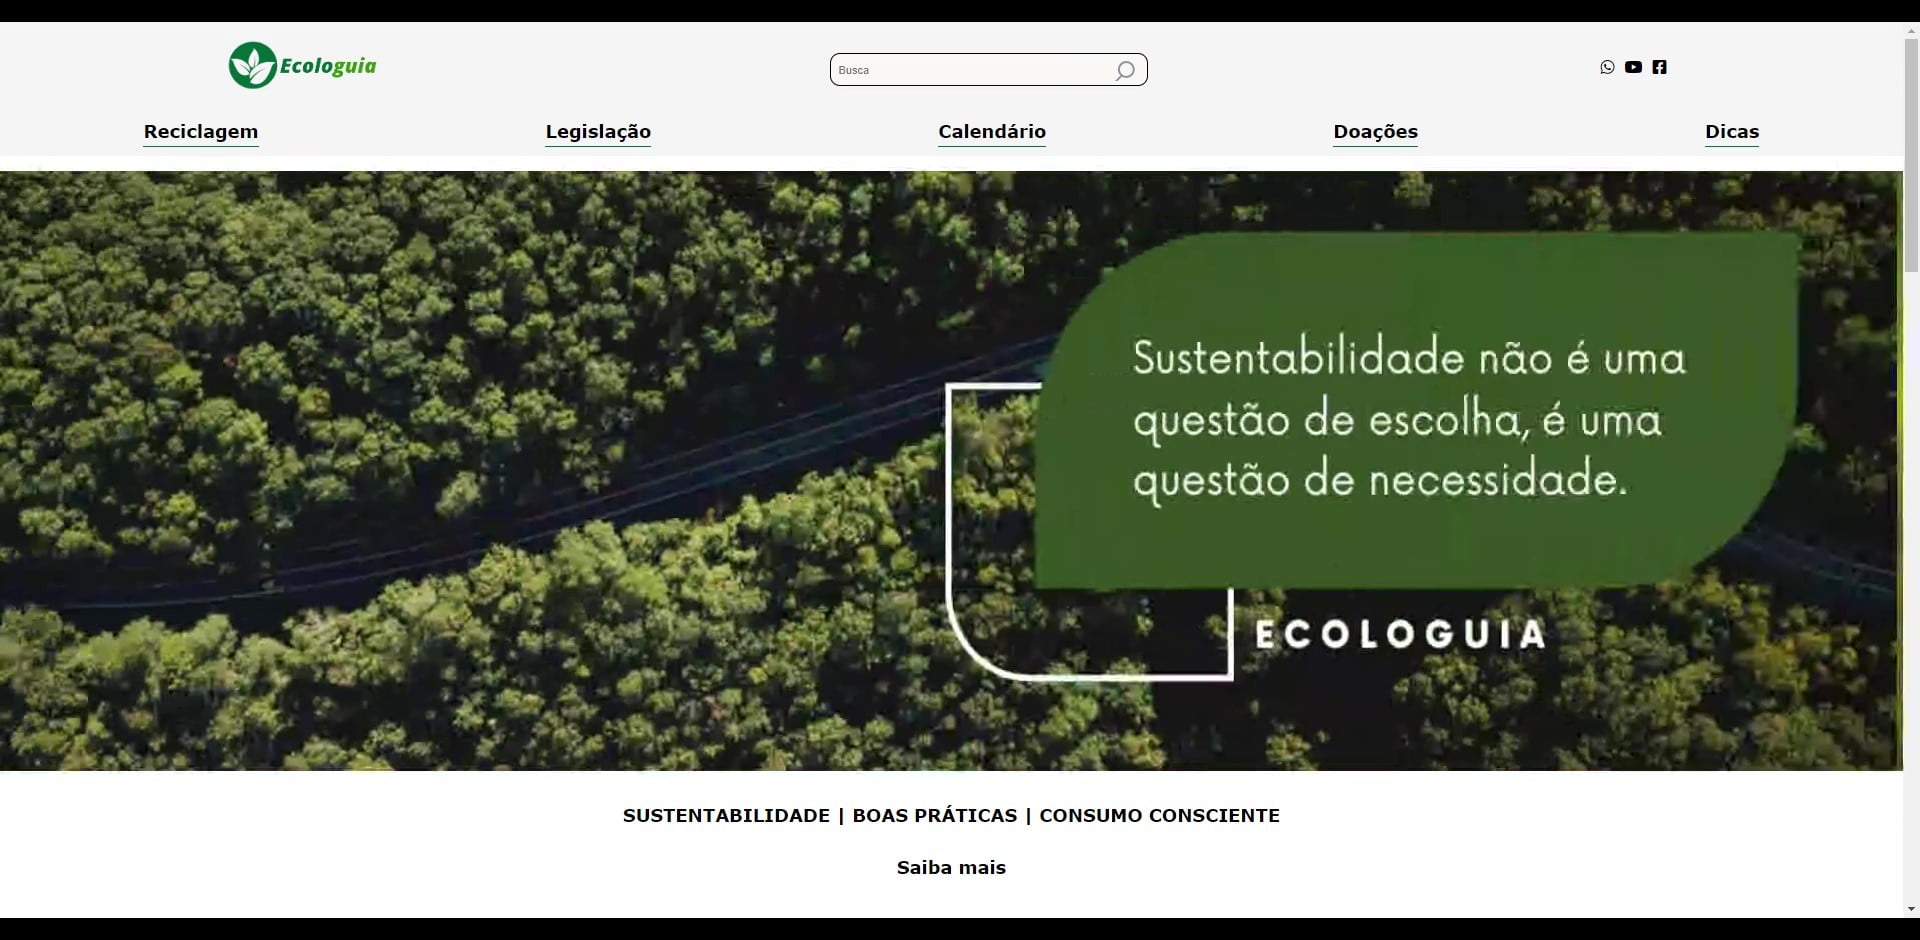 Ecologuia
Busca
Reciclagem
Legislação
Calendário
Doações
Dicas
Sustentabilidade não é uma
questão de escolha, é uma
questão de necessidade.
ECOLOGUIA
SUSTENTABILIDADE | BOAS PRÁTICAS | CONSUMO CONSCIENTE
Saiba mais